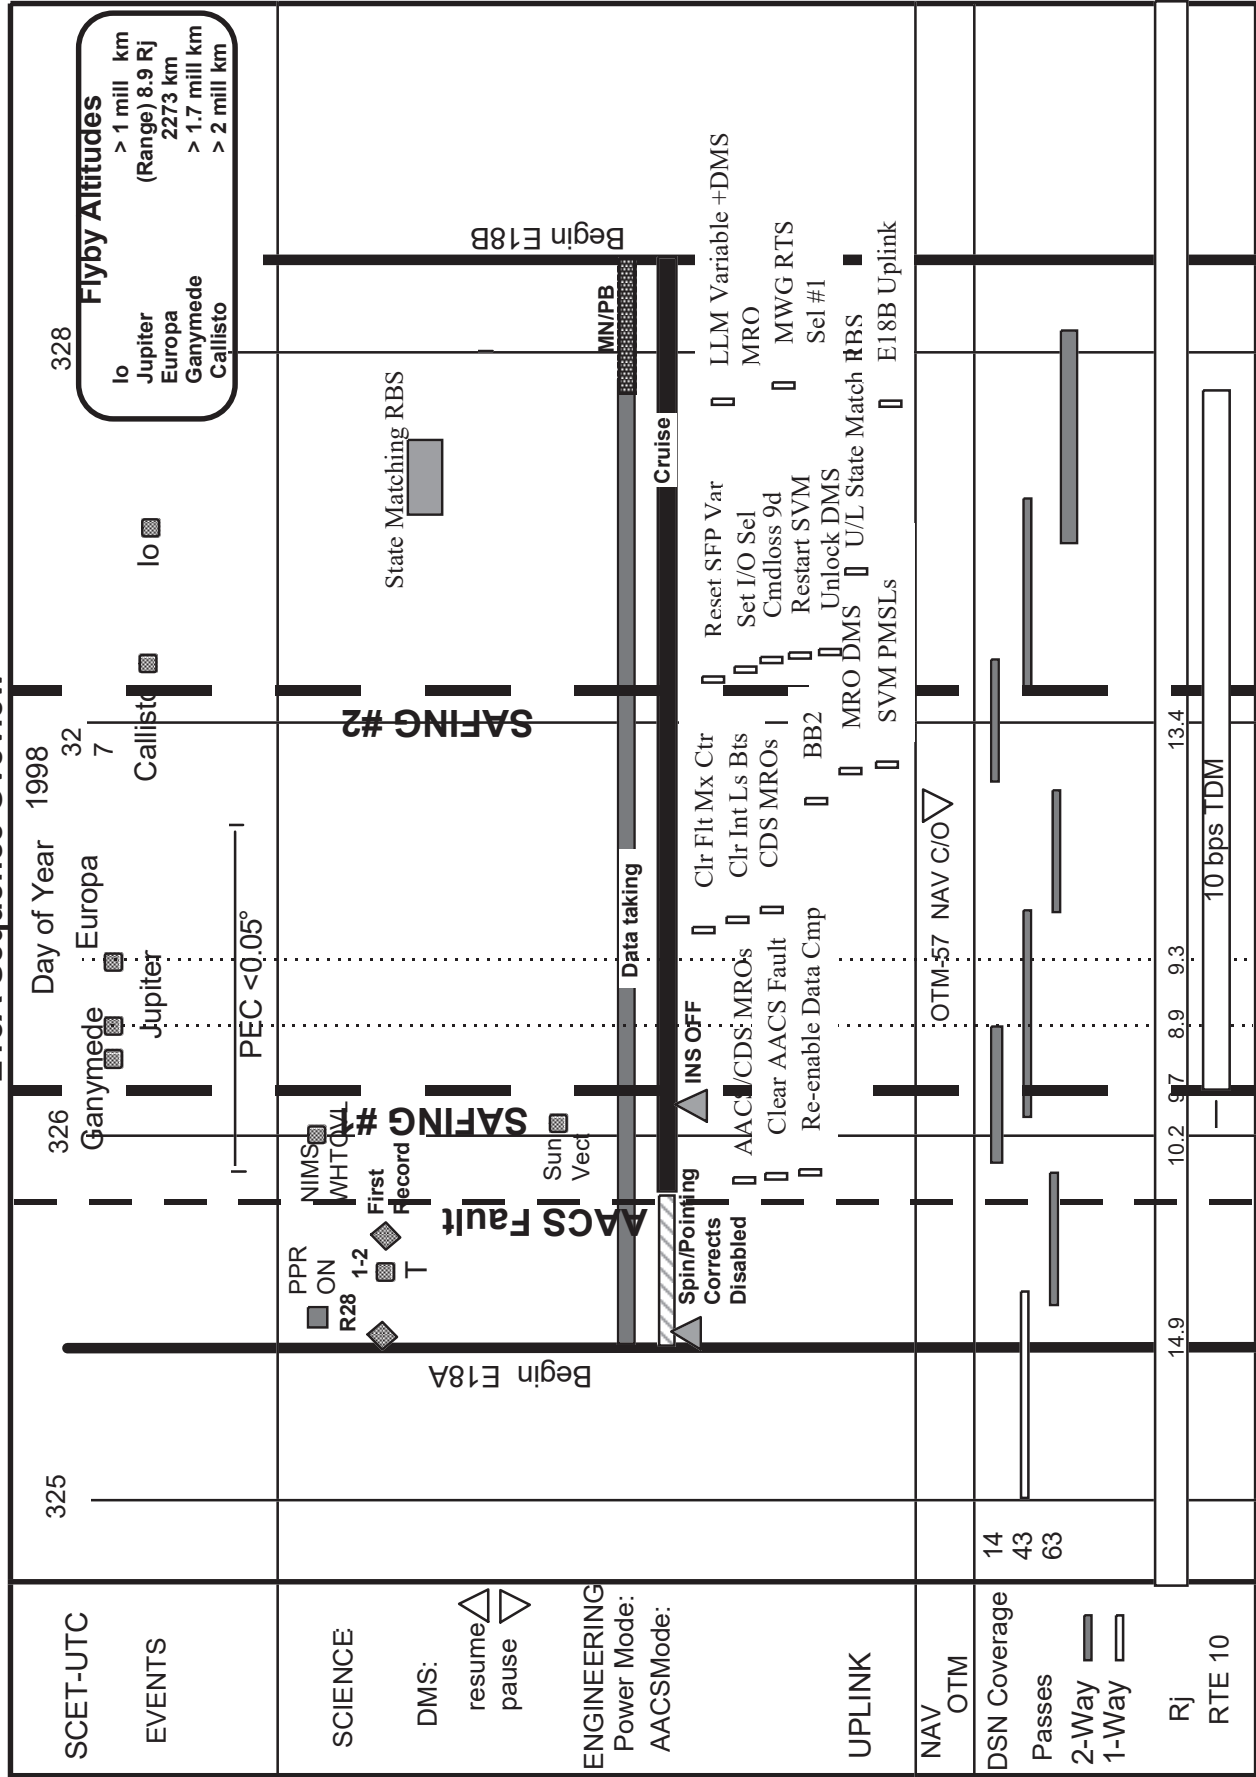 Day of Year 1998
SCET-UTC
325
326
32
7
328
EVENTS
Ganymede
Europa
Jupiter
Callisto
Io
PEC <0.05°
Flyby Altitudes
Io > 1 mill km
Jupiter (Range) 8.9 Rj
Europa 2273 km
Ganymede > 1.7 mill km
Callisto > 2 mill km
Begin E18A
AACS Fault
SAFING #1
SAFING #2
Begin E18B
SCIENCE:
PPR
ON
NIMS
State Matching RBS
DMS:
R28
1-2
T
First
Record
resume
pause
Sun
Vect
ENGINEERING
Power Mode:
Data taking
MN/PB
AACSMode:
Cruise
Spin/Pointing
Corrects
Disabled
INS OFF
UPLINK
AACS/CDS MROs
Clear AACS Fault
Re-enable Data Cmp
Clr Flt Mx Ctr
Clr Int Ls Bts
CDS MROs
BB2
MRO DMS
SVM PMSLs
Reset SFP Var
Set I/O Sel
Cmdloss 9d
Restart SVM
Unlock DMS
U/L State Match RBS
LLM Variable +DMS
MRO
MWG RTS
Sel #1
E18B Uplink
NAV
OTM
OTM-57 NAV C/O
DSN Coverage
14
43
63
Passes
2-Way
1-Way
Rj
14.9
10.2
8.9
9.3
13.4
RTE 10
10 bps TDM